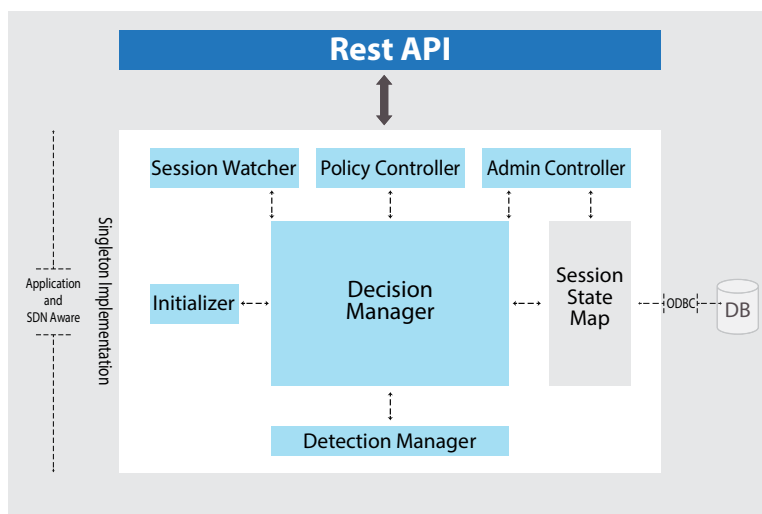 Rest API
Session Watcher
Policy Controller
Admin Controller
Singleton Implementation
Application
and
SDN Aware
Initializer
Decision
Manager
Session
State
Map
ODBC
DB
Detection Manager